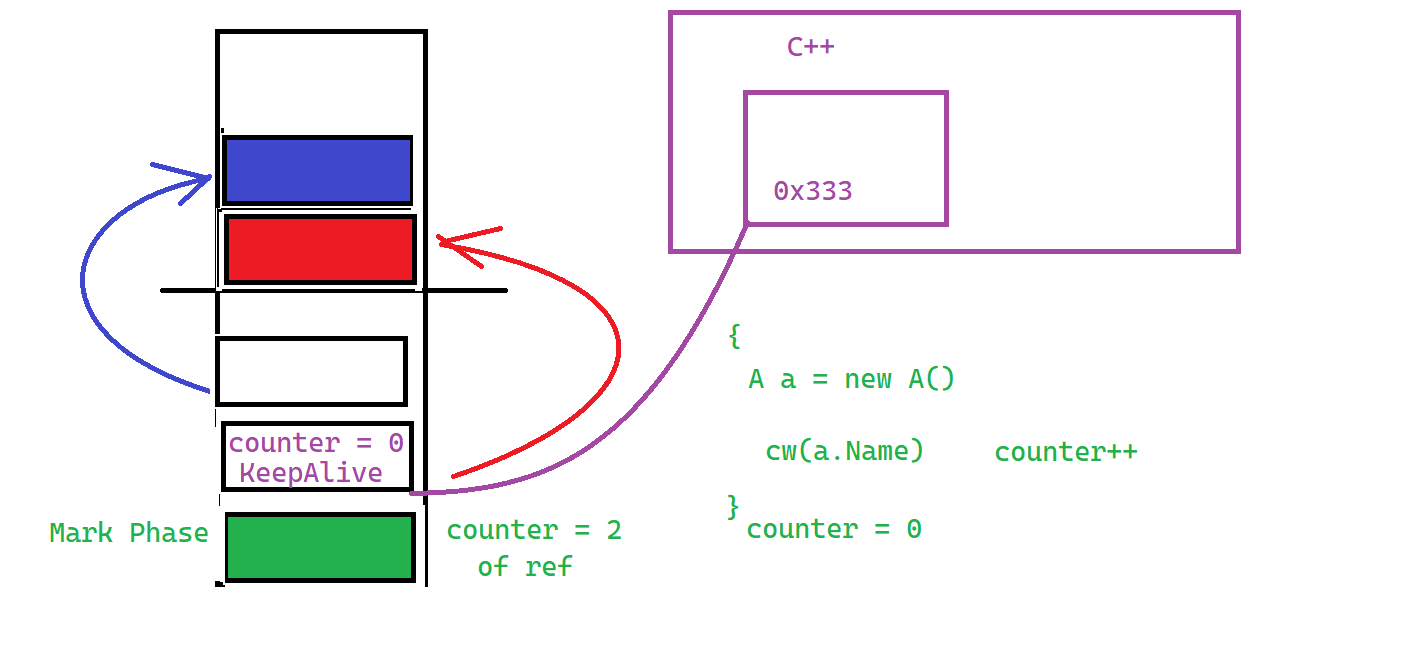 C++
0x333
{
A a = new A()
cw(a.Name)
counter++
}
counter = 0
counter = 0
KeepAlive
Mark Phase
counter = 2
of ref